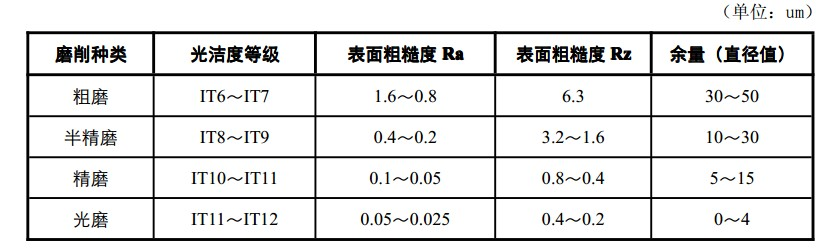 （单位：um）
磨削种类 光洁度等级 表面粗糙度 Ra 表面粗糙度 Rz 余量（直径值）
粗磨 IT6～IT7 1.6～0.8 6.3 30～50
半精磨 IT8～IT9 0.4～0.2 3.2～1.6 10～30
精磨 IT10～IT11 0.1～0.05 0.8～0.4 5～15
光磨 IT11～IT12 0.05～0.025 0.4～0.2 0～4